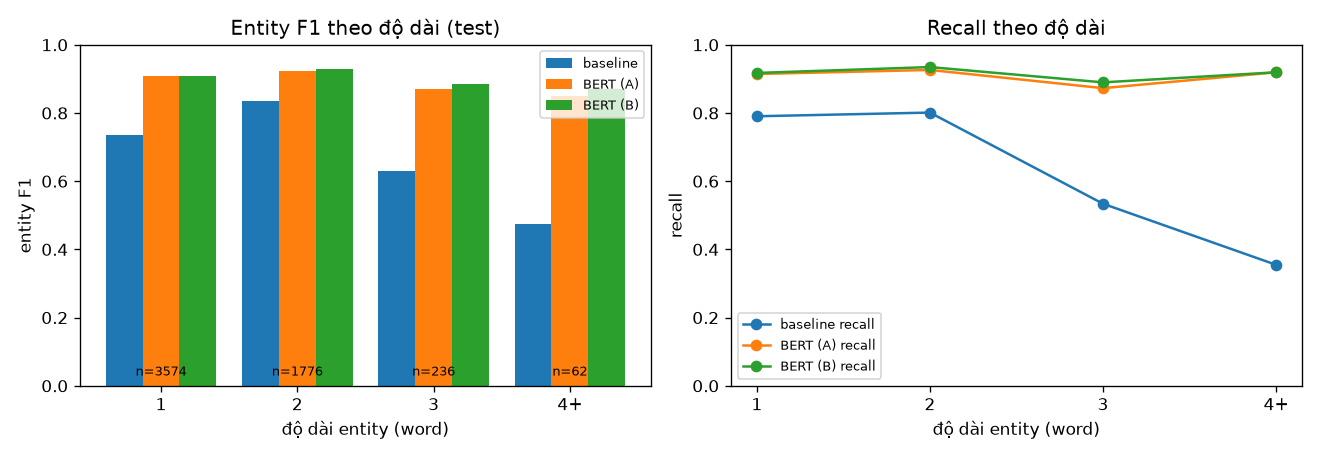 Entity F1 theo độ dài (test)
1.0
0.8
0.6
0.4
0.2
0.0
entity F1
baseline
BERT (A)
BERT (B)
n=3574
n=1776
n=236
n=62
1
2
3
4+
độ dài entity (word)
Recall theo độ dài
1.0
0.8
0.6
0.4
0.2
0.0
recall
baseline recall
BERT (A) recall
BERT (B) recall
1
2
3
4+
độ dài entity (word)